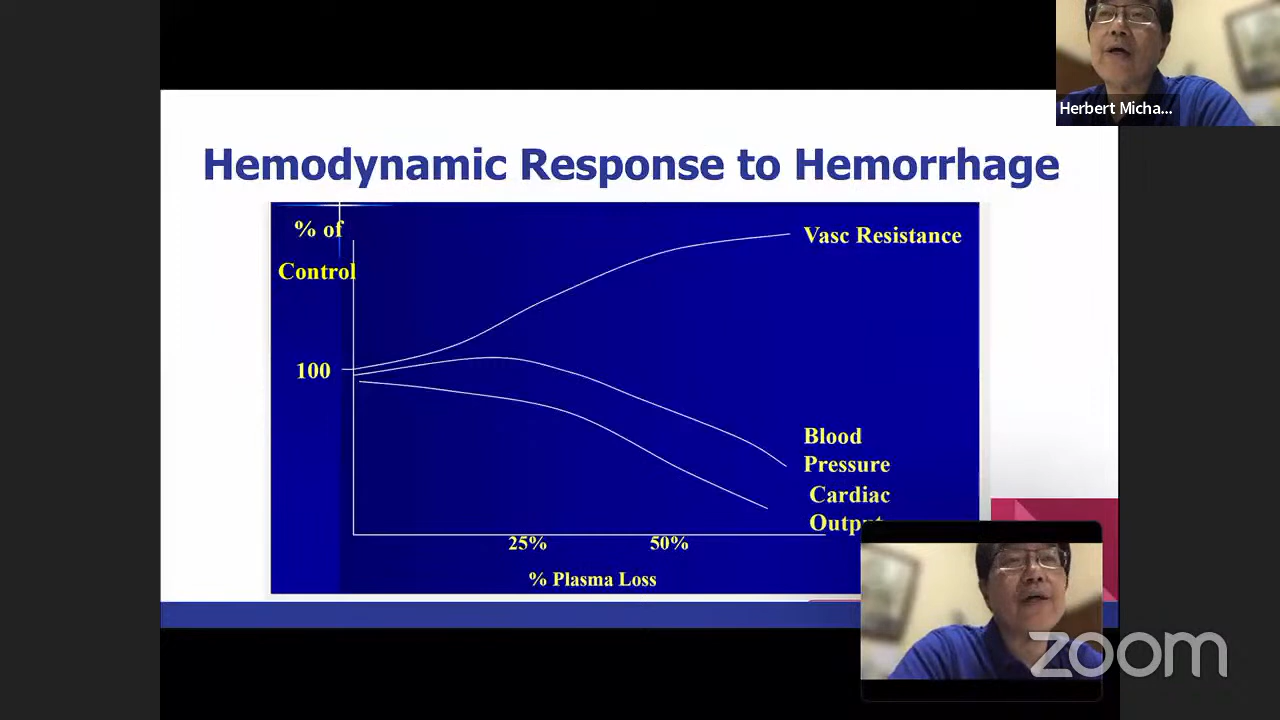 Herbert Micha...
Hemodynamic Response to Hemorrhage
% of
Control
Vasc Resistance
100
Blood
Pressure
Cardiac
Output
25%
50%
% Plasma Loss
zoom